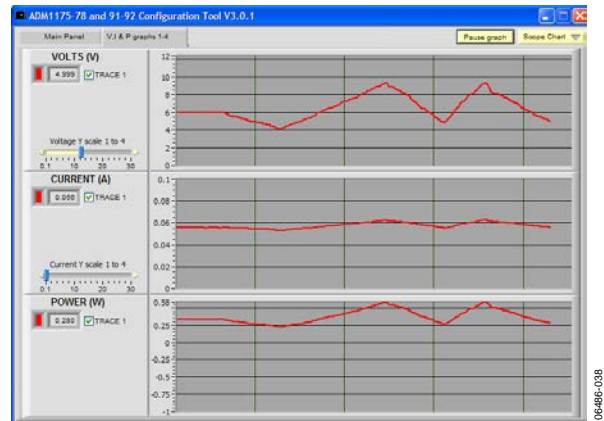 ADM1175-78 and 91-92 Configuration Tool V3.0.1
Main Panel V,I & P graphs 1-4 Pause graph Scope Chart
VOLTS (V)
4.999 TRACE 1
Voltage Y scale 1 to 4
0.1 10 20 30
12
10
8
6
4
2
0
CURRENT (A)
0.056 TRACE 1
Current Y scale 1 to 4
0.1 10 20 30
0.1
0.08
0.06
0.04
0.02
0
POWER (W)
0.280 TRACE 1
0.58
0.25
0
-0.25
-0.5
-0.75
-1
06486-038